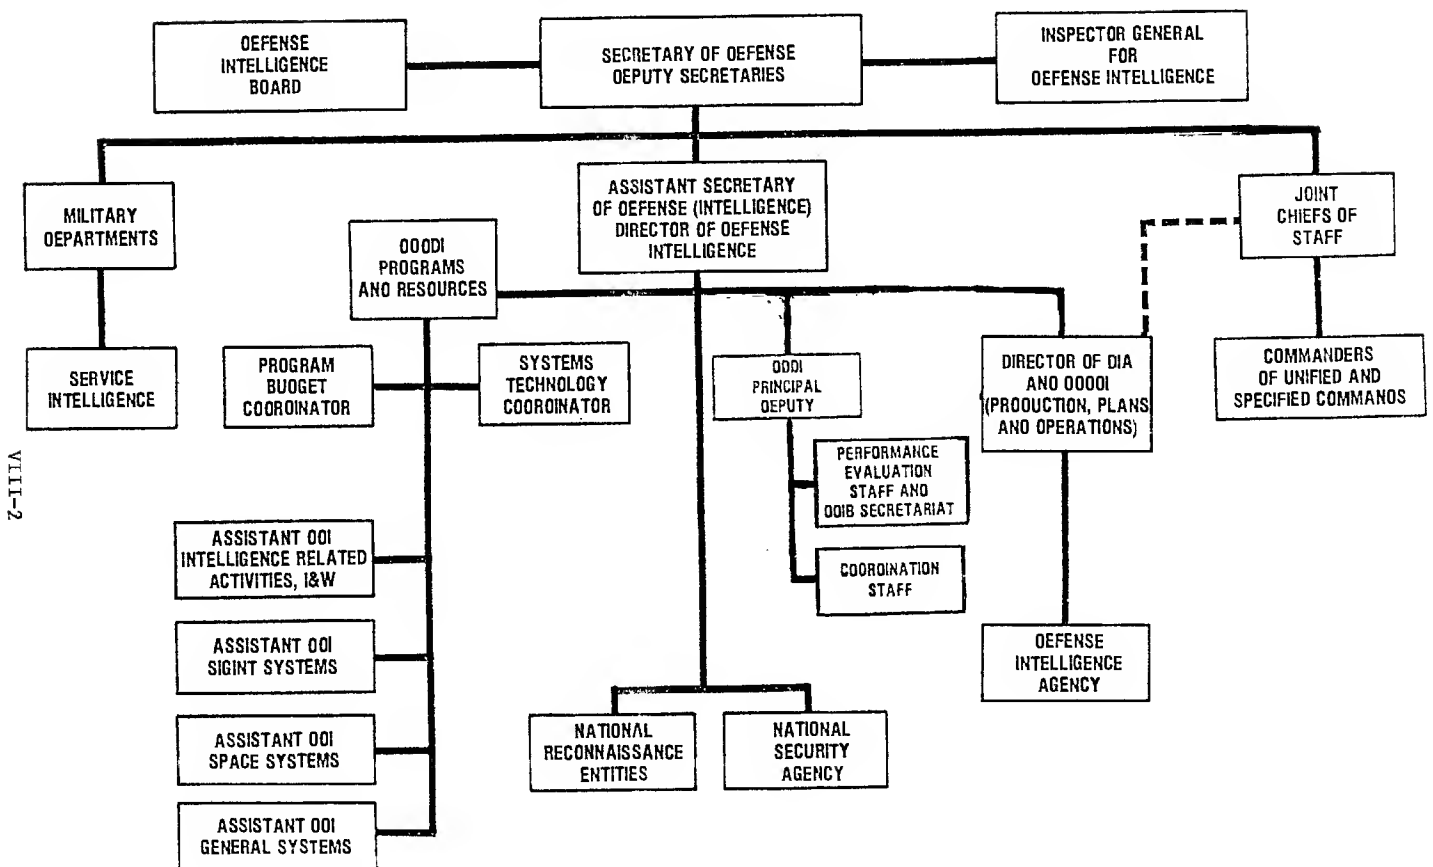 DEFENSE
INTELLIGENCE
BOARD
SECRETARY OF DEFENSE
DEPUTY SECRETARIES
INSPECTOR GENERAL
FOR
DEFENSE INTELLIGENCE
MILITARY
DEPARTMENTS
ASSISTANT SECRETARY
OF DEFENSE (INTELLIGENCE)
DIRECTOR OF DEFENSE
INTELLIGENCE
JOINT
CHIEFS OF
STAFF
DDDDI
PROGRAMS
AND RESOURCES
SERVICE
INTELLIGENCE
PROGRAM
BUDGET
COORDINATOR
SYSTEMS
TECHNOLOGY
COORDINATOR
DDDI
PRINCIPAL
DEPUTY
DIRECTOR OF DIA
AND DDDDI
(PRODUCTION, PLANS
AND OPERATIONS)
COMMANDERS
OF UNIFIED AND
SPECIFIED COMMANDS
PERFORMANCE
EVALUATION
STAFF AND
DDIB SECRETARIAT
COORDINATION
STAFF
ASSISTANT DDI
INTELLIGENCE RELATED
ACTIVITIES, I&W
ASSISTANT DDI
SIGINT SYSTEMS
ASSISTANT DDI
SPACE SYSTEMS
ASSISTANT DDI
GENERAL SYSTEMS
NATIONAL
RECONNAISSANCE
ENTITIES
NATIONAL
SECURITY
AGENCY
DEFENSE
INTELLIGENCE
AGENCY
VIII-2